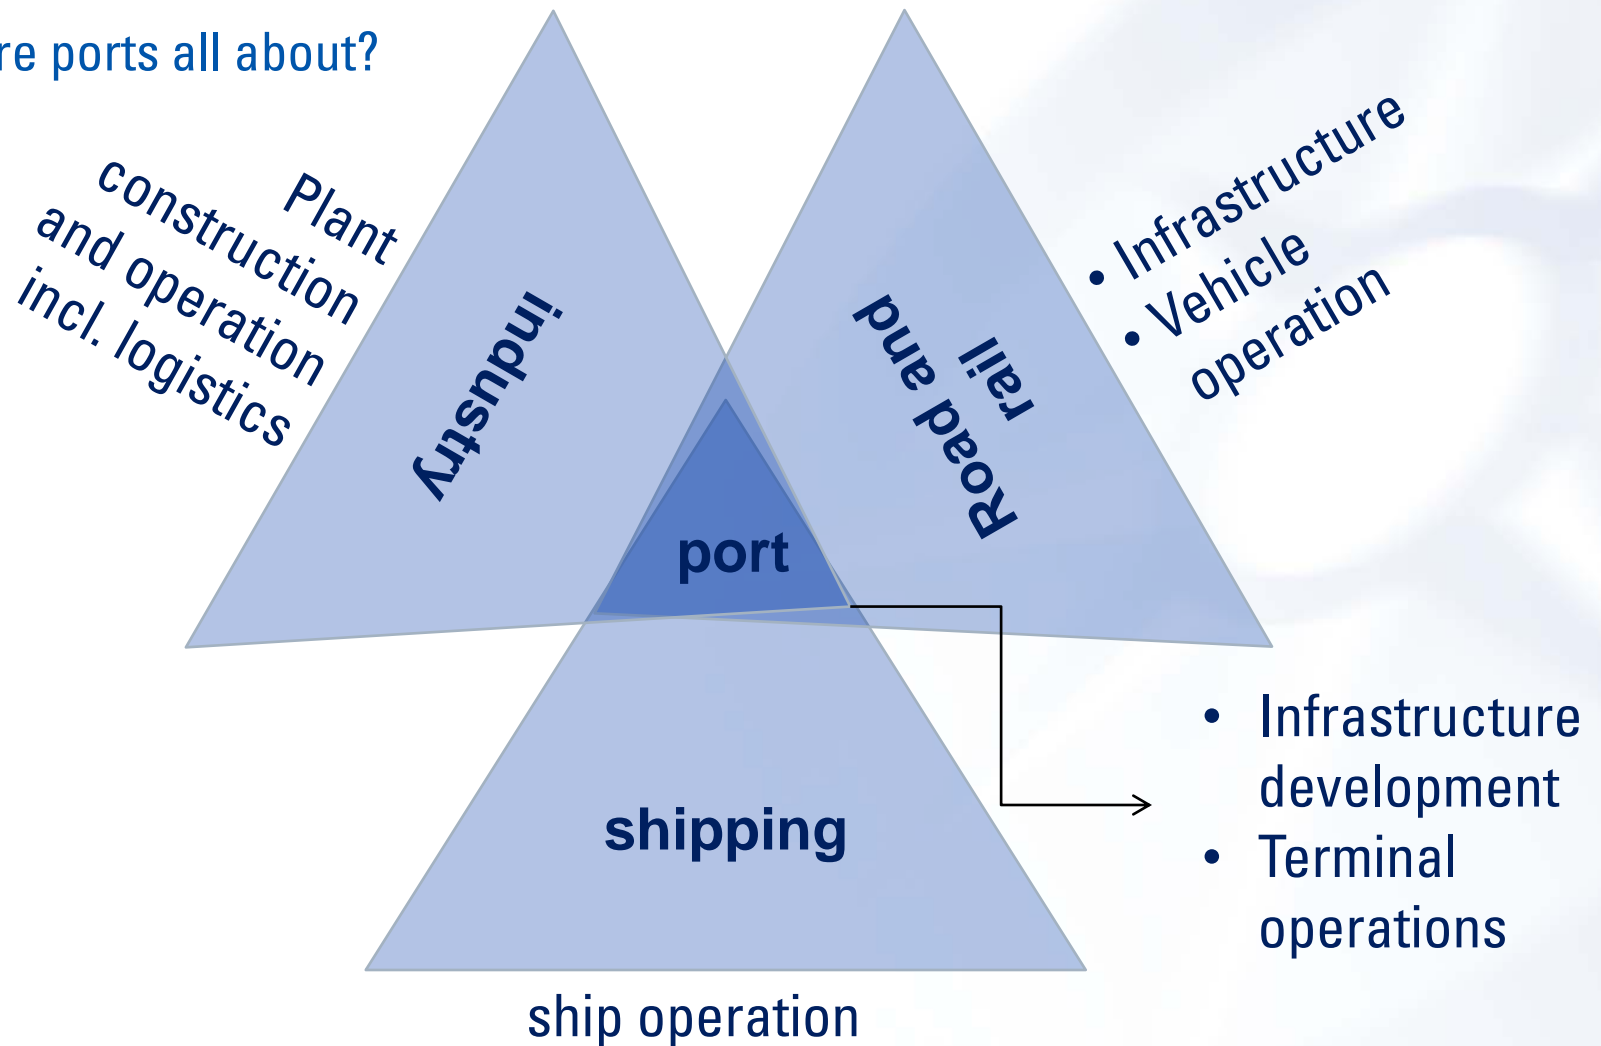 re ports all about?
Plant
construction
and operation
incl. logistics
industry
Road and
rail
• Infrastructure
• Vehicle
operation
port
shipping
• Infrastructure
development
• Terminal
operations
ship operation